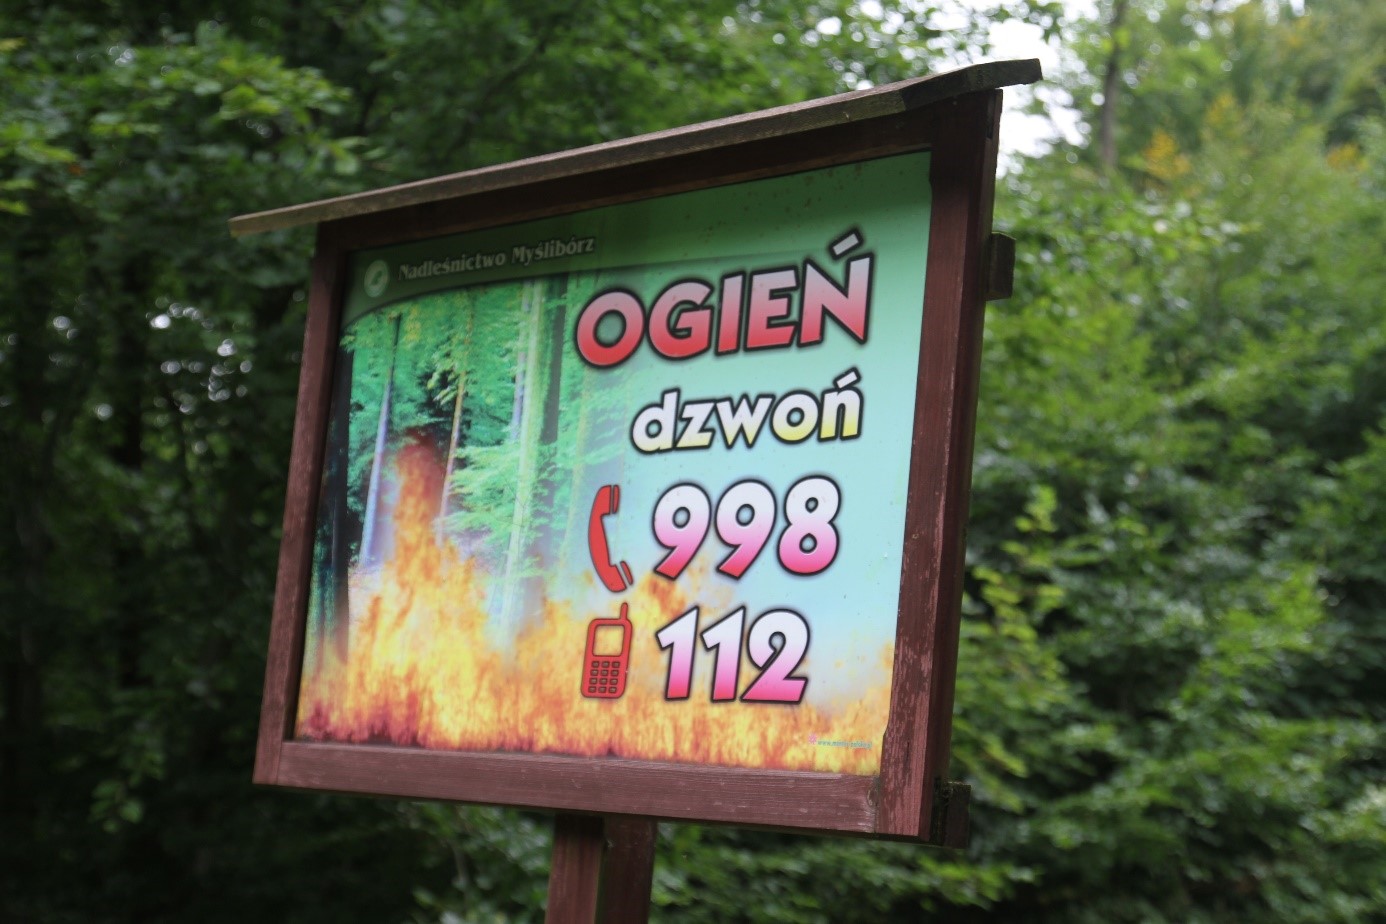 Nadleśnictwo Myślibórz
OGIEŃ
dzwoń
998
112